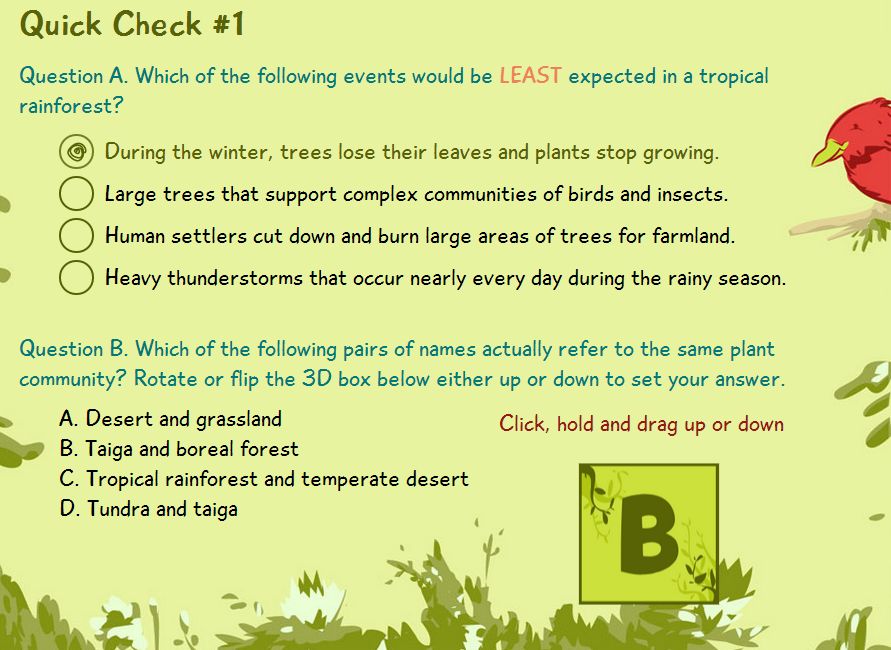 Quick Check #1
Question A. Which of the following events would be LEAST expected in a tropical
rainforest?
During the winter, trees lose their leaves and plants stop growing.
Large trees that support complex communities of birds and insects.
Human settlers cut down and burn large areas of trees for farmland.
Heavy thunderstorms that occur nearly every day during the rainy season.
Question B. Which of the following pairs of names actually refer to the same plant
community? Rotate or flip the 3D box below either up or down to set your answer.
A. Desert and grassland
B. Taiga and boreal forest
C. Tropical rainforest and temperate desert
D. Tundra and taiga
Click, hold and drag up or down
B